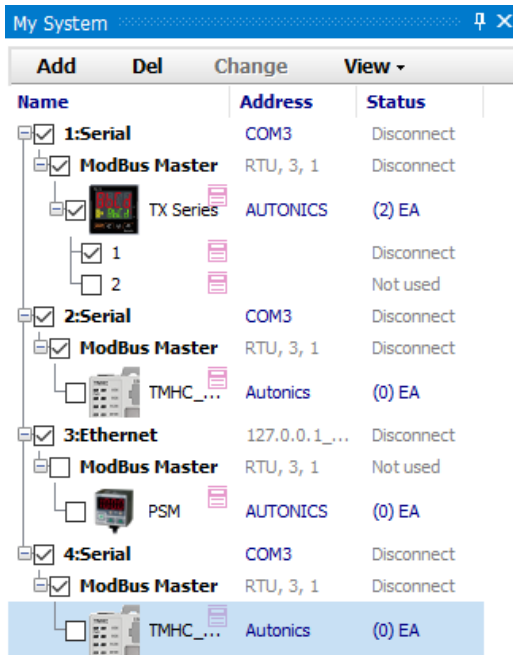 My System
Add Del Change View
Name Address Status
1:Serial COM3 Disconnect
ModBus Master RTU, 3, 1 Disconnect
TX Series AUTONICS (2) EA
1 Disconnect
2 Not used
2:Serial COM3 Disconnect
ModBus Master RTU, 3, 1 Disconnect
TMHC_... Autonics (0) EA
3:Ethernet 127.0.0.1_... Disconnect
ModBus Master RTU, 3, 1 Not used
PSM AUTONICS (0) EA
4:Serial COM3 Disconnect
ModBus Master RTU, 3, 1 Disconnect
TMHC_... Autonics (0) EA